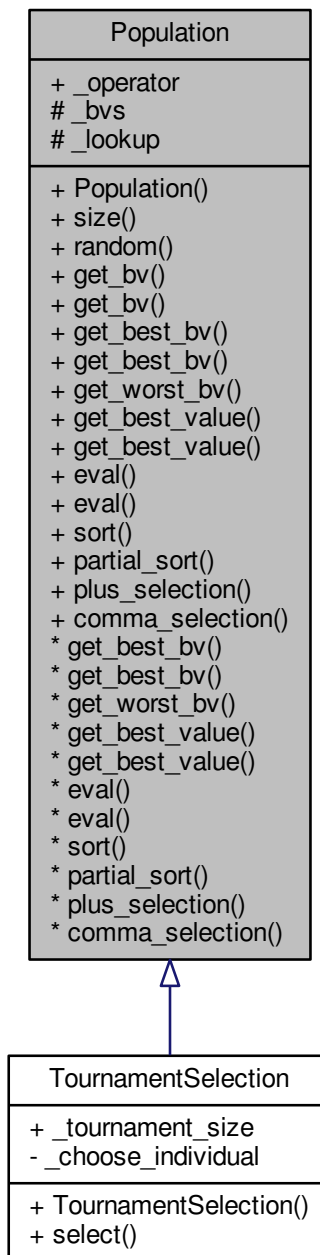 Population
+ _operator
# _bvs
# _lookup
+ Population()
+ size()
+ random()
+ get_bv()
+ get_bv()
+ get_best_bv()
+ get_best_bv()
+ get_worst_bv()
+ get_best_value()
+ get_best_value()
+ eval()
+ eval()
+ sort()
+ partial_sort()
+ plus_selection()
+ comma_selection()
* get_best_bv()
* get_best_bv()
* get_worst_bv()
* get_best_value()
* get_best_value()
* eval()
* eval()
* sort()
* partial_sort()
* plus_selection()
* comma_selection()
TournamentSelection
+ _tournament_size
- _choose_individual
+ TournamentSelection()
+ select()